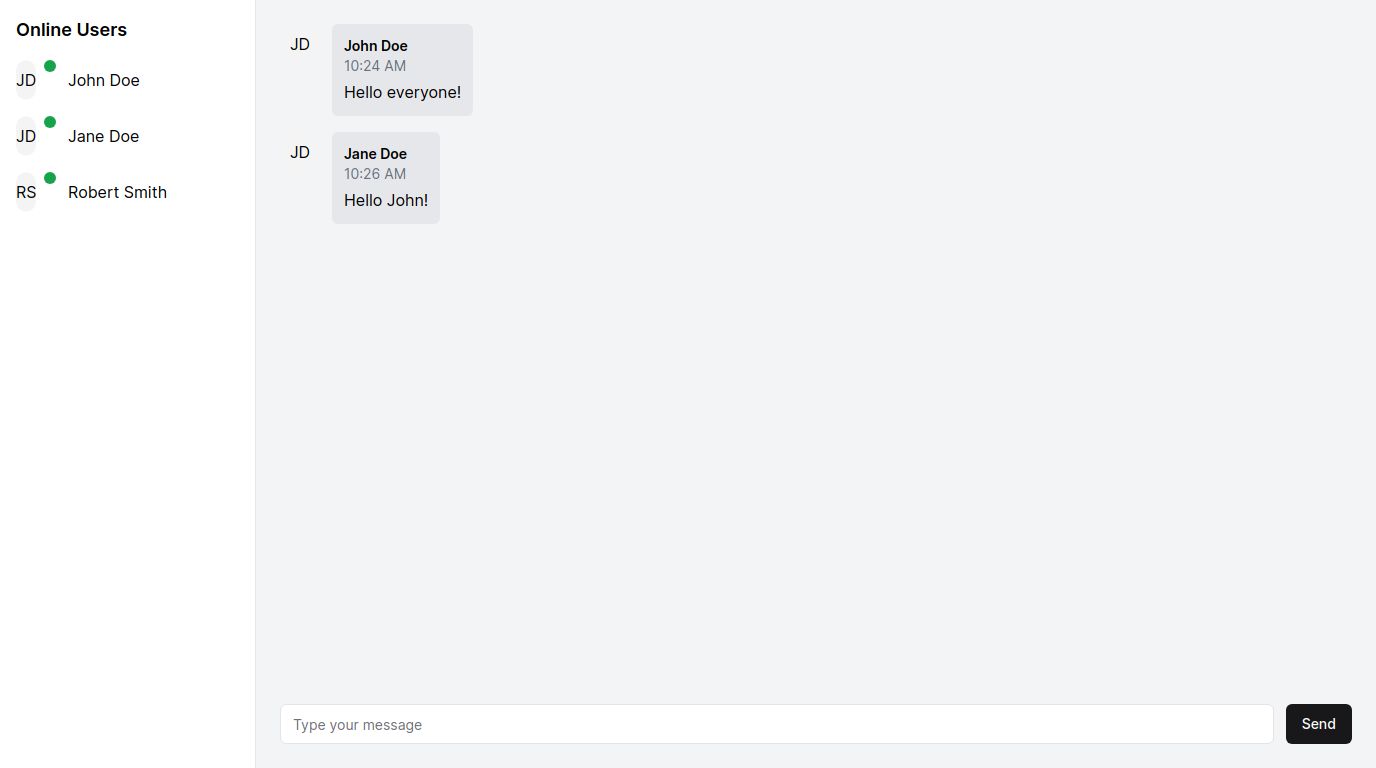 Online Users
JD John Doe
JD Jane Doe
RS Robert Smith
JD John Doe
10:24 AM
Hello everyone!
JD Jane Doe
10:26 AM
Hello John!
Type your message
Send